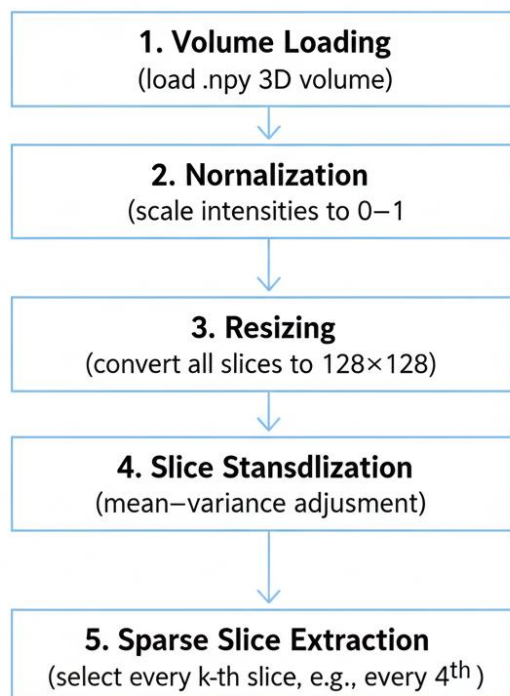 1. Volume Loading
(load .npy 3D volume)
2. Nornalization
(scale intensities to 0–1
3. Resizing
(convert all slices to 128×128)
4. Slice Stansdlization
(mean–variance adjusment)
5. Sparse Slice Extraction
(select every k-th slice, e.g., every 4th)